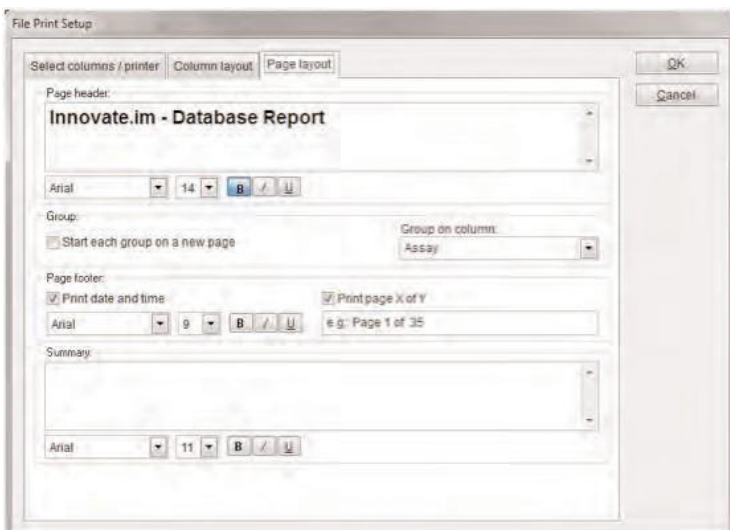 File Print Setup
Select columns / printer Column layout Page layout
OK
Cancel
Page header:
Innovate.im - Database Report
Arial 14 B I U
Group:
Start each group on a new page
Group on column:
Assay
Page footer:
Print date and time
Print page X of Y
Arial 9 B I U
e.g: Page 1 of 35
Summary:
Arial 11 B I U